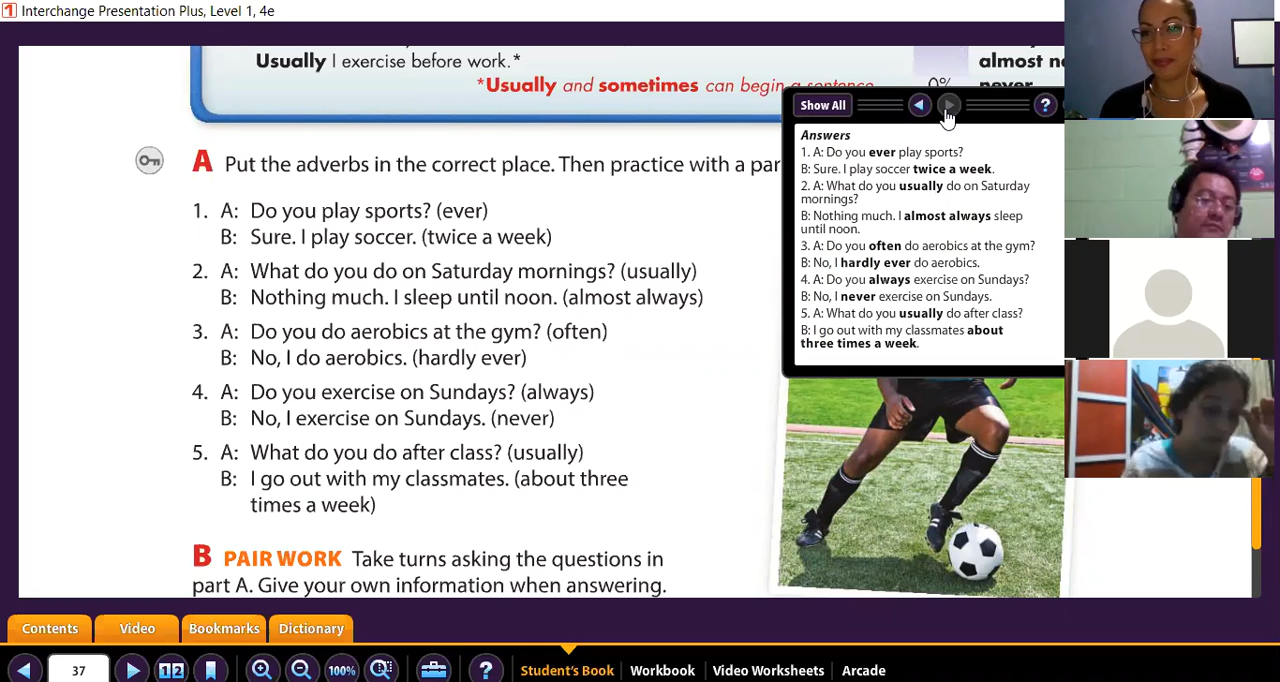 Interchange Presentation Plus, Level 1, 4e
Usually I exercise before work.*
almost
never
*Usually and sometimes can begin a sentence
0%
Show All
?
Answers
1. A: Do you ever play sports?
B: Sure. I play soccer twice a week.
2. A: What do you usually do on Saturday
mornings?
B: Nothing much. I almost always sleep
until noon.
3. A: Do you often do aerobics at the gym?
B: No, I hardly ever do aerobics.
4. A: Do you always exercise on Sundays?
B: No, I never exercise on Sundays.
5. A: What do you usually do after class?
B: I go out with my classmates about
three times a week.
A Put the adverbs in the correct place. Then practice with a par
1. A: Do you play sports? (ever)
B: Sure. I play soccer. (twice a week)
2. A: What do you do on Saturday mornings? (usually)
B: Nothing much. I sleep until noon. (almost always)
3. A: Do you do aerobics at the gym? (often)
B: No, I do aerobics. (hardly ever)
4. A: Do you exercise on Sundays? (always)
B: No, I exercise on Sundays. (never)
5. A: What do you do after class? (usually)
B: I go out with my classmates. (about three
times a week)
B PAIR WORK Take turns asking the questions in
part A. Give your own information when answering.
Contents Video Bookmarks Dictionary
37 1 2 100% ? Student's Book Workbook Video Worksheets Arcade